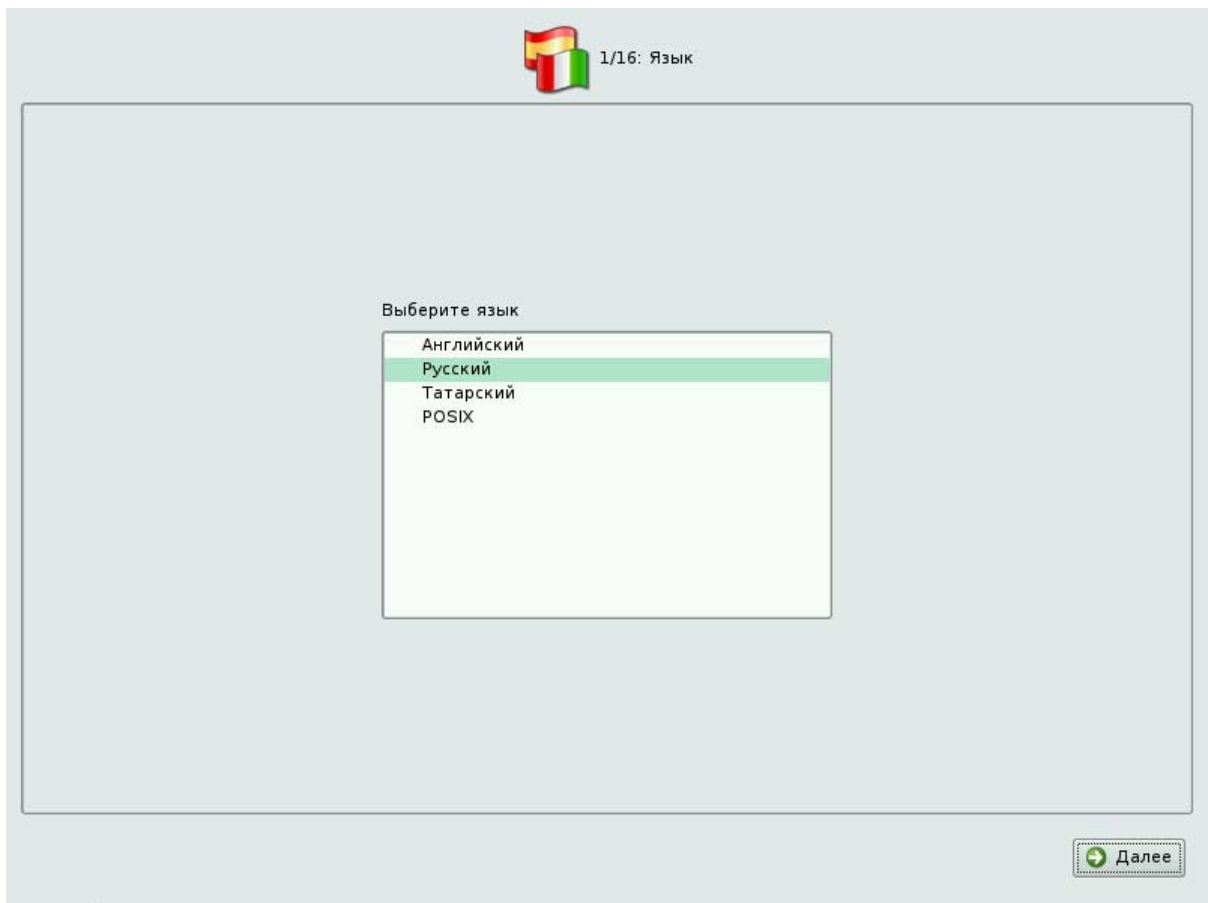 1/16: Язык
Выберите язык
Английский
Русский
Татарский
POSIX
Далее